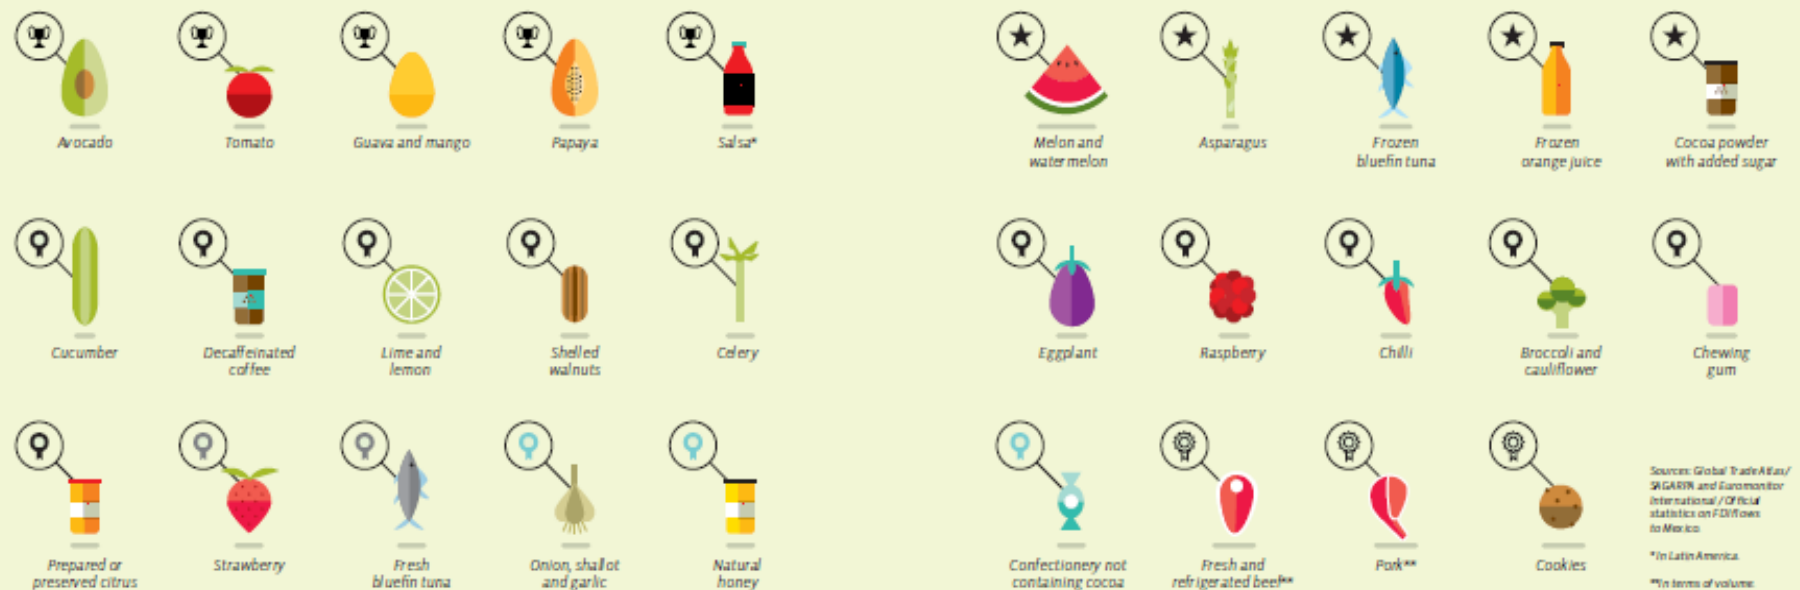 Avocado
Tomato
Guava and mango
Papaya
Salsa*
Melon and
watermelon
Asparagus
Frozen
bluefin tuna
Frozen
orange juice
Cocoa powder
with added sugar
Cucumber
Decaffeinated
coffee
Lime and
lemon
Shelled
walnuts
Celery
Eggplant
Raspberry
Chilli
Broccoli and
cauliflower
Chewing
gum
Prepared or
preserved citrus
Strawberry
Fresh
bluefin tuna
Onion, shallot
and garlic
Natural
honey
Confectionery not
containing cocoa
Fresh and
refrigerated beef**
Pork**
Cookies
Sources: Global Trade Atlas/
SAGARPA and Euromonitor
International / Official
statistics on FDI flows
to Mexico.
*In Latin America.
**In terms of volume.